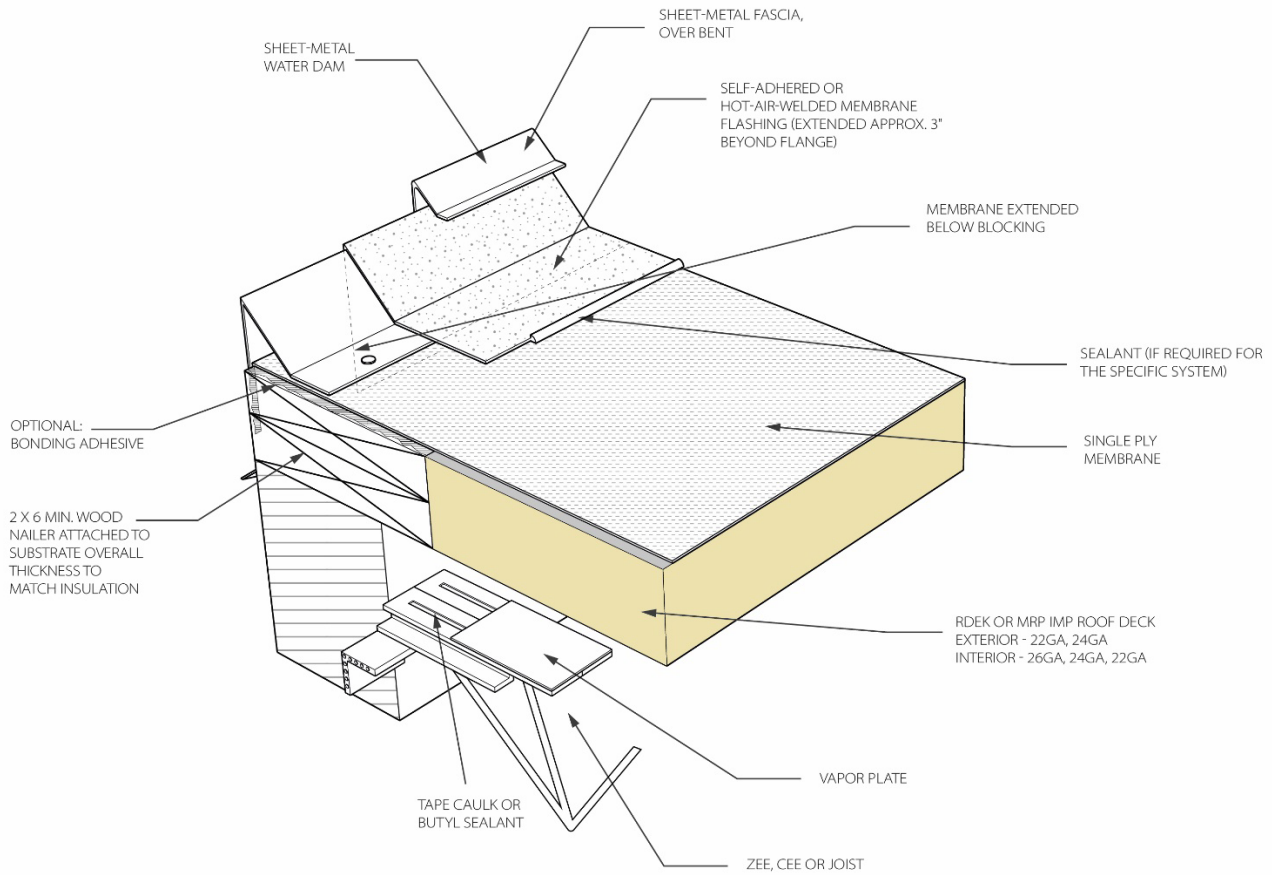 SHEET-METAL FASCIA,
OVER BENT
SHEET-METAL
WATER DAM
SELF-ADHERED OR
HOT-AIR-WELDED MEMBRANE
FLASHING (EXTENDED APPROX. 3"
BEYOND FLANGE)
MEMBRANE EXTENDED
BELOW BLOCKING
SEALANT (IF REQUIRED FOR
THE SPECIFIC SYSTEM)
OPTIONAL:
BONDING ADHESIVE
SINGLE PLY
MEMBRANE
2 X 6 MIN. WOOD
NAILER ATTACHED TO
SUBSTRATE OVERALL
THICKNESS TO
MATCH INSULATION
RDEK OR MRP IMP ROOF DECK
EXTERIOR - 22GA, 24GA
INTERIOR - 26GA, 24GA, 22GA
VAPOR PLATE
TAPE CAULK OR
BUTYL SEALANT
ZEE, CEE OR JOIST